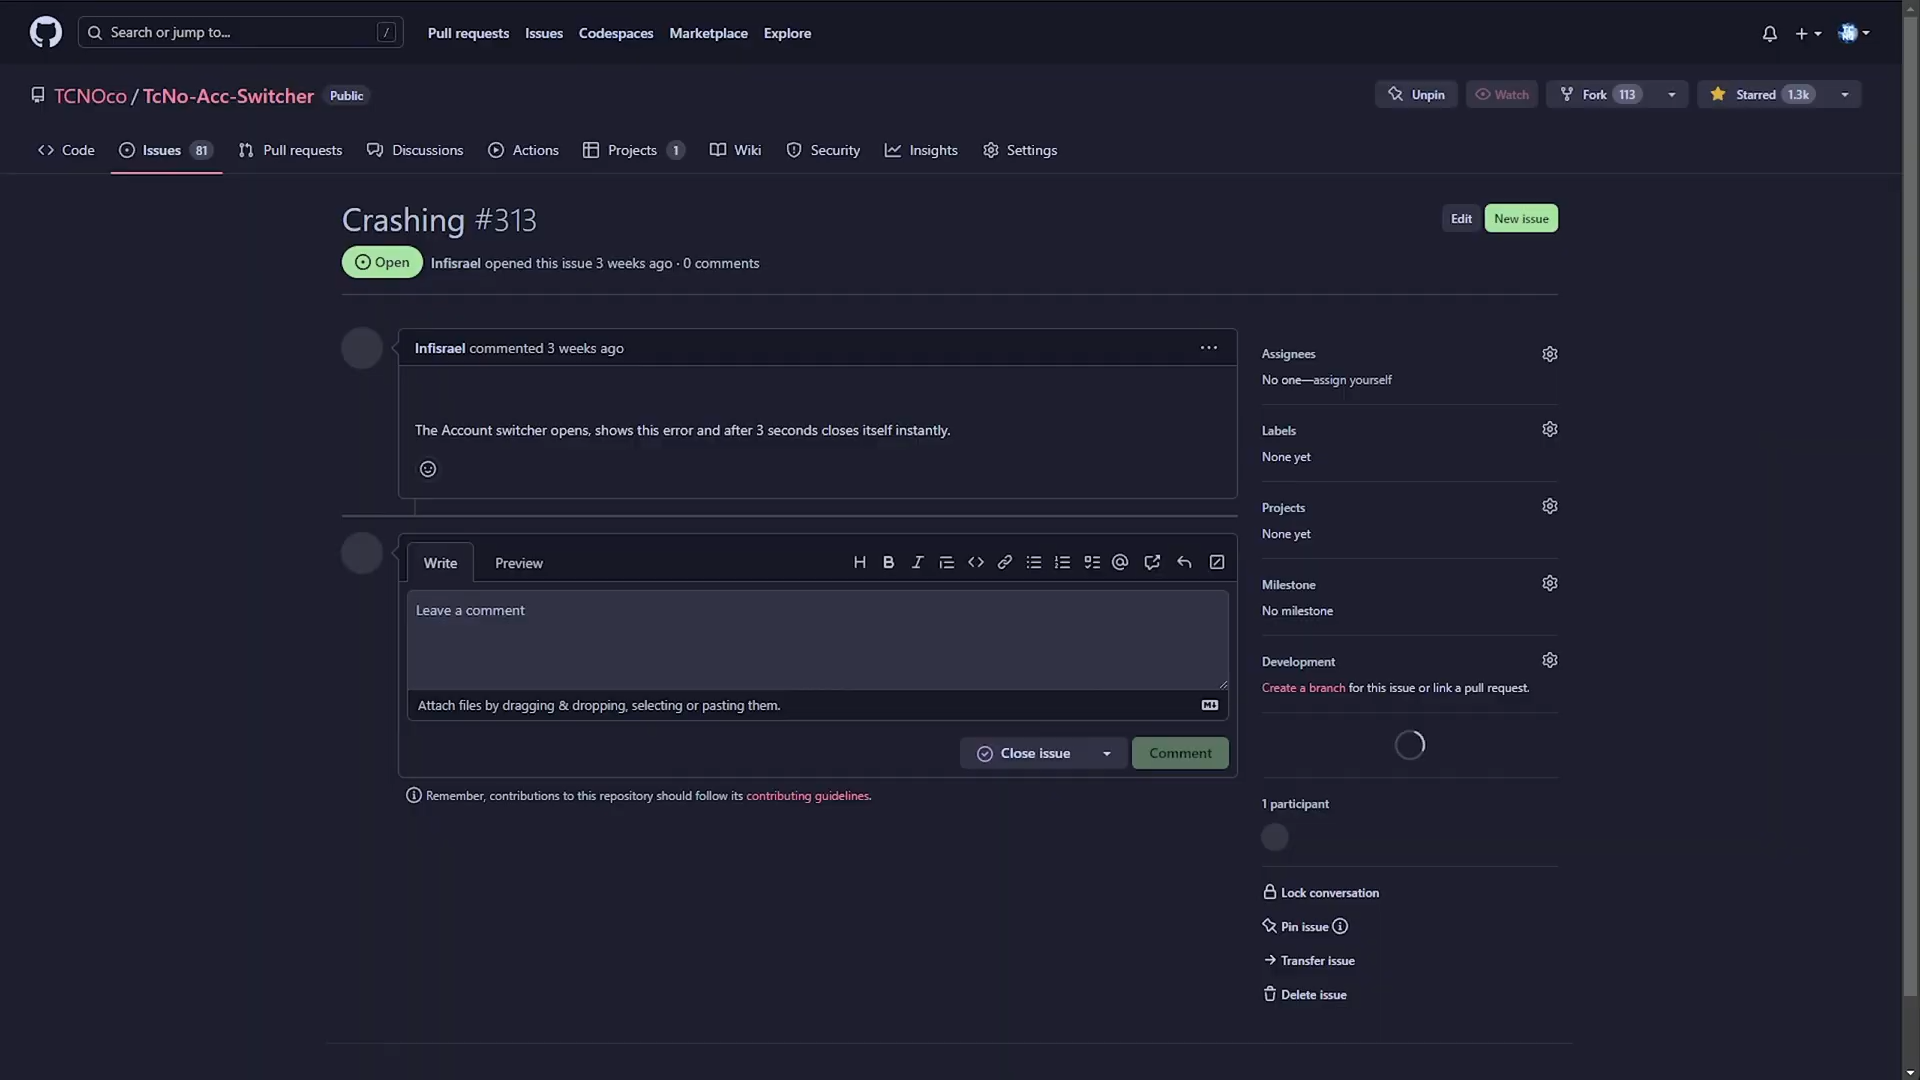 Search or jump to... /
Pull requests Issues Codespaces Marketplace Explore
TCNOco / TcNo-Acc-Switcher Public
Unpin Watch Fork 113 Starred 1.3k
Code Issues 81 Pull requests Discussions Actions Projects 1 Wiki Security Insights Settings
Crashing #313
Edit New issue
Open Infisrael opened this issue 3 weeks ago · 0 comments
Infisrael commented 3 weeks ago
The Account switcher opens, shows this error and after 3 seconds closes itself instantly.
Write Preview
Leave a comment
Attach files by dragging & dropping, selecting or pasting them.
Close issue Comment
Remember, contributions to this repository should follow its contributing guidelines.
Assignees
No one—assign yourself
Labels
None yet
Projects
None yet
Milestone
No milestone
Development
Create a branch for this issue or link a pull request.
1 participant
Lock conversation
Pin issue
Transfer issue
Delete issue